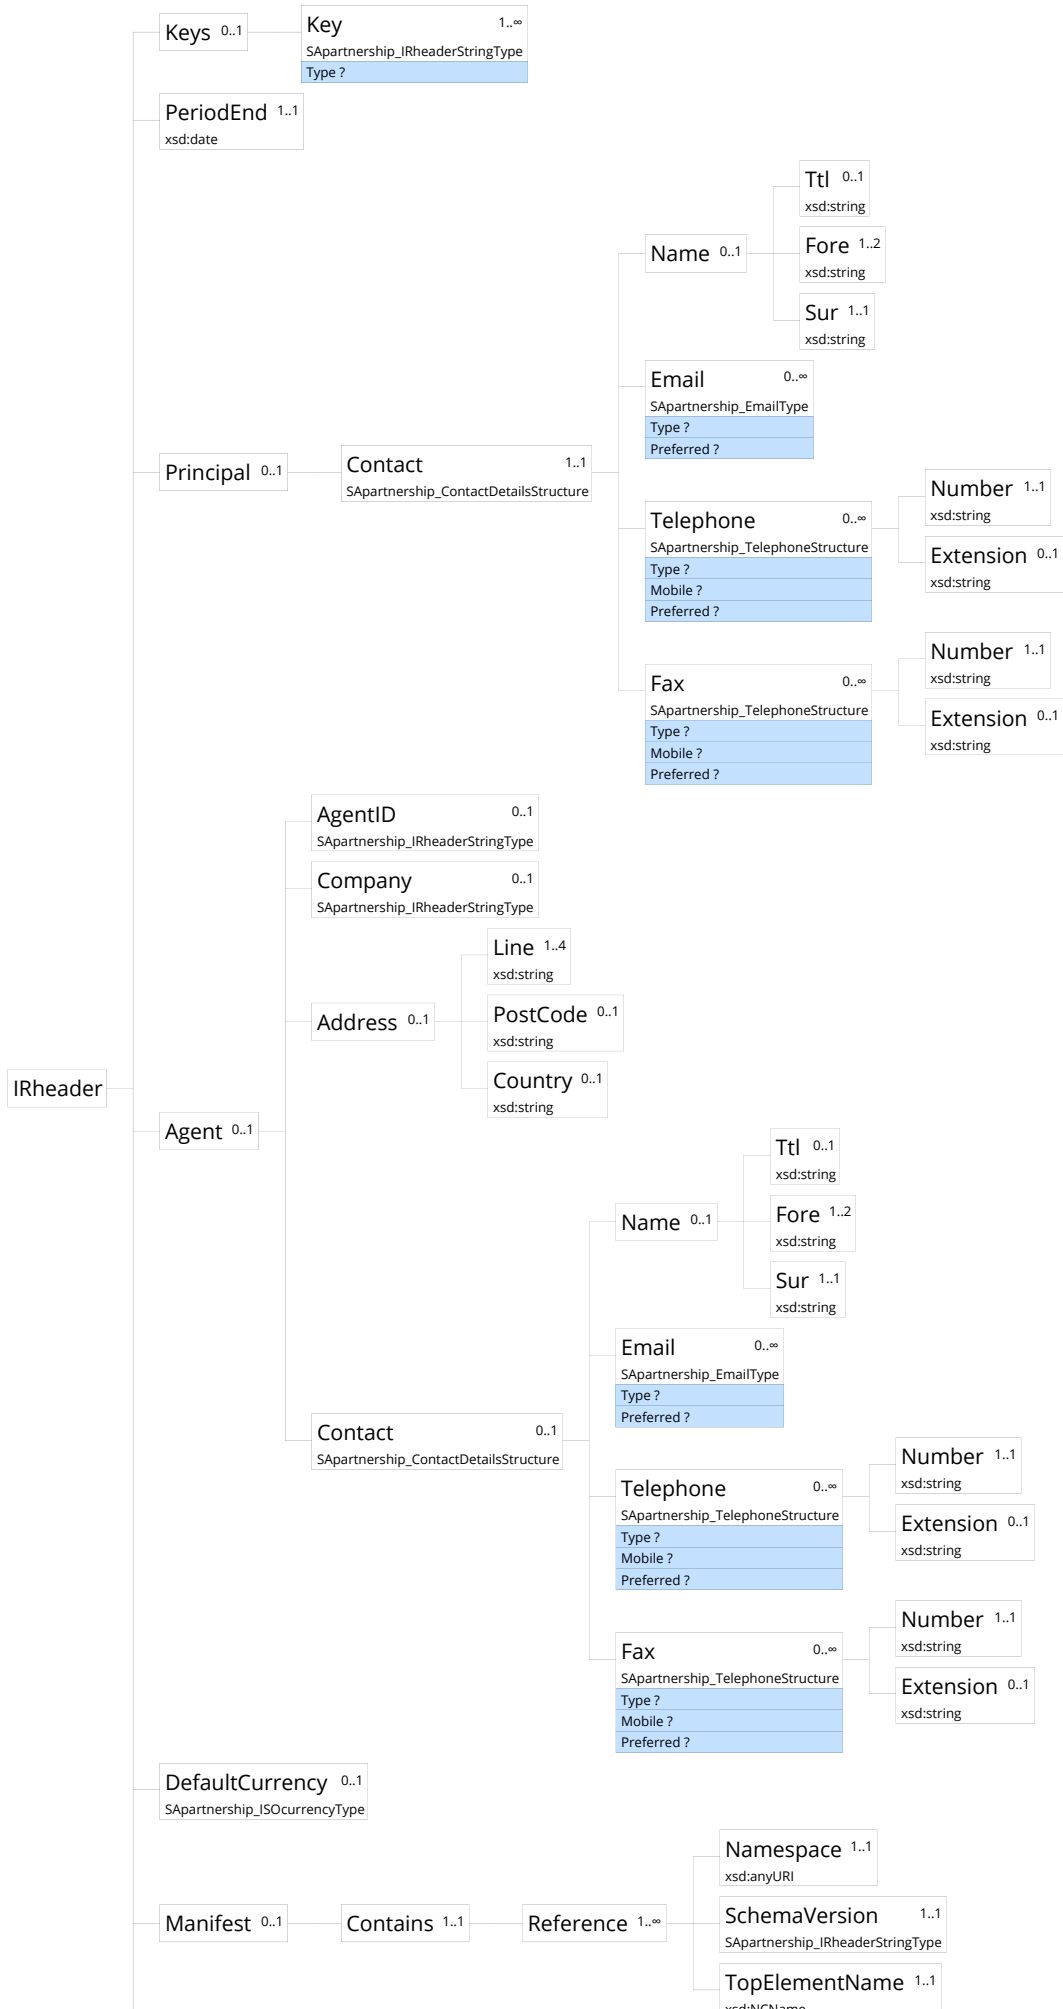 Keys 0..1
Key 1..∞
SApartnership_IRheaderStringType
Type ?
PeriodEnd 1..1
xsd:date
Ttl 0..1
xsd:string
Name 0..1
Fore 1..2
xsd:string
Sur 1..1
xsd:string
Email 0..∞
SApartnership_EmailType
Type ?
Preferred ?
Principal 0..1
Contact 1..1
SApartnership_ContactDetailsStructure
Telephone 0..∞
SApartnership_TelephoneStructure
Type ?
Mobile ?
Preferred ?
Number 1..1
xsd:string
Extension 0..1
xsd:string
Fax 0..∞
SApartnership_TelephoneStructure
Type ?
Mobile ?
Preferred ?
Number 1..1
xsd:string
Extension 0..1
xsd:string
AgentID 0..1
SApartnership_IRheaderStringType
Company 0..1
SApartnership_IRheaderStringType
Line 1..4
xsd:string
Address 0..1
PostCode 0..1
xsd:string
Country 0..1
xsd:string
IRheader
Agent 0..1
Ttl 0..1
xsd:string
Name 0..1
Fore 1..2
xsd:string
Sur 1..1
xsd:string
Email 0..∞
SApartnership_EmailType
Type ?
Preferred ?
Contact 0..1
SApartnership_ContactDetailsStructure
Telephone 0..∞
SApartnership_TelephoneStructure
Type ?
Mobile ?
Preferred ?
Number 1..1
xsd:string
Extension 0..1
xsd:string
Fax 0..∞
SApartnership_TelephoneStructure
Type ?
Mobile ?
Preferred ?
Number 1..1
xsd:string
Extension 0..1
xsd:string
DefaultCurrency 0..1
SApartnership_ISOcurrencyType
Namespace 1..1
xsd:anyURI
Manifest 0..1
Contains 1..1
Reference 1..∞
SchemaVersion 1..1
SApartnership_IRheaderStringType
TopElementName 1..1
xsd:NCName